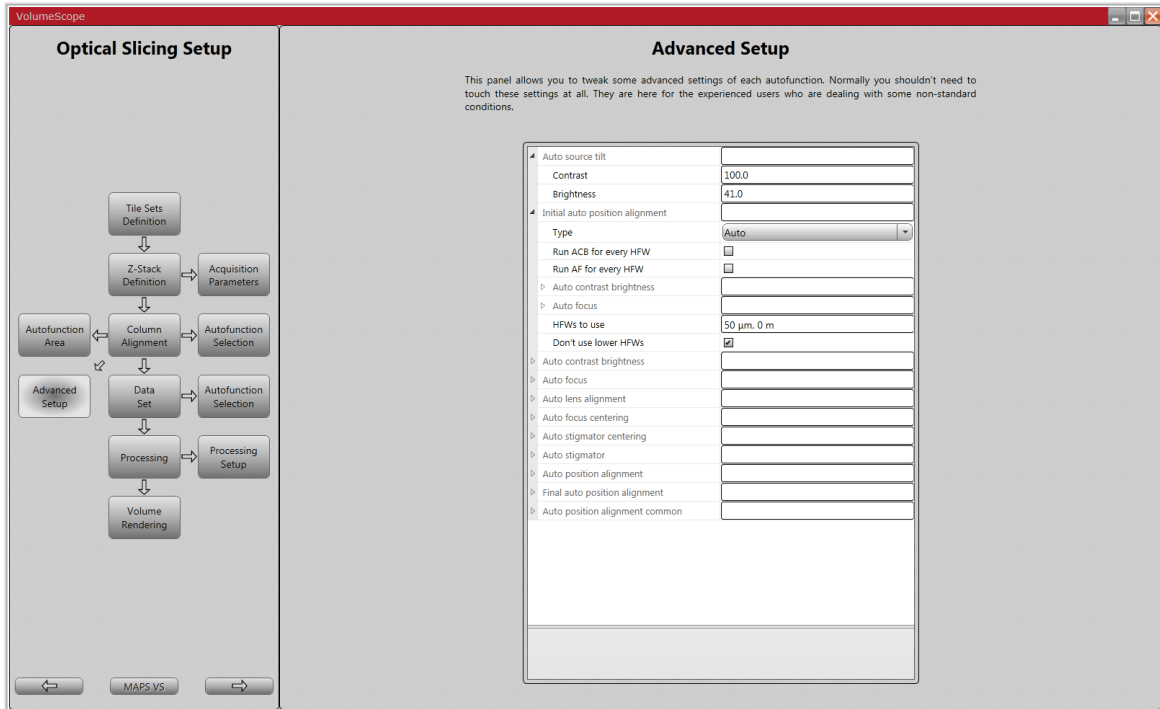 VolumeScope
Optical Slicing Setup
Tile Sets
Definition
Z-Stack
Definition
Acquisition
Parameters
Autofunction
Area
Column
Alignment
Autofunction
Selection
Advanced
Setup
Data
Set
Autofunction
Selection
Processing
Processing
Setup
Volume
Rendering
MAPS VS
Advanced Setup
This panel allows you to tweak some advanced settings of each autofunction. Normally you shouldn't need to
touch these settings at all. They are here for the experienced users who are dealing with some non-standard
conditions.
Auto source tilt
Contrast 100.0
Brightness 41.0
Initial auto position alignment
Type Auto
Run ACB for every HFW
Run AF for every HFW
Auto contrast brightness
Auto focus
HFWs to use 50 µm, 0 m
Don't use lower HFWs
Auto contrast brightness
Auto focus
Auto lens alignment
Auto focus centering
Auto stigmator centering
Auto stigmator
Auto position alignment
Final auto position alignment
Auto position alignment common